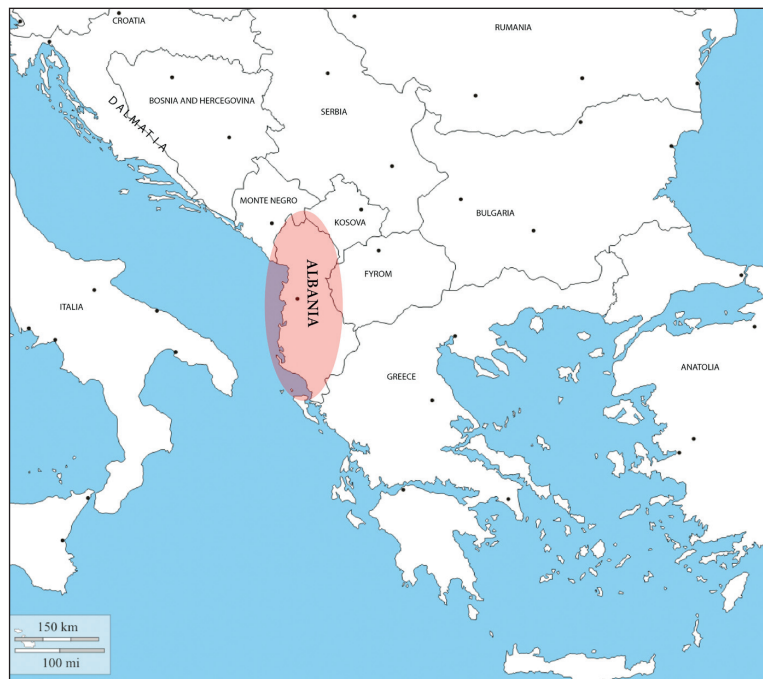 CROATIA
RUMANIA
BOSNIA AND HERCEGOVINA
DALMATIA
SERBIA
MONTE NEGRO
KOSOVA
BULGARIA
ALBANIA
FYROM
ITALIA
GREECE
ANATOLIA
150 km
100 mi